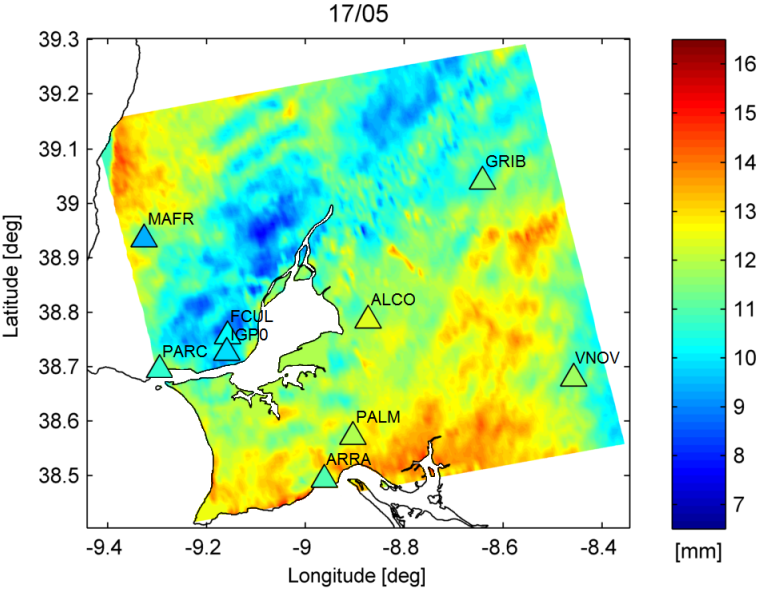 17/05
39.3
39.2
39.1
39
38.9
38.8
38.7
38.6
38.5
Latitude [deg]
-9.4 -9.2 -9 -8.8 -8.6 -8.4
Longitude [deg]
GRIB
MAFR
ALCO
FCUL
IGP0
PARC
VNOV
PALM
ARRA
16
15
14
13
12
11
10
9
8
7
[mm]